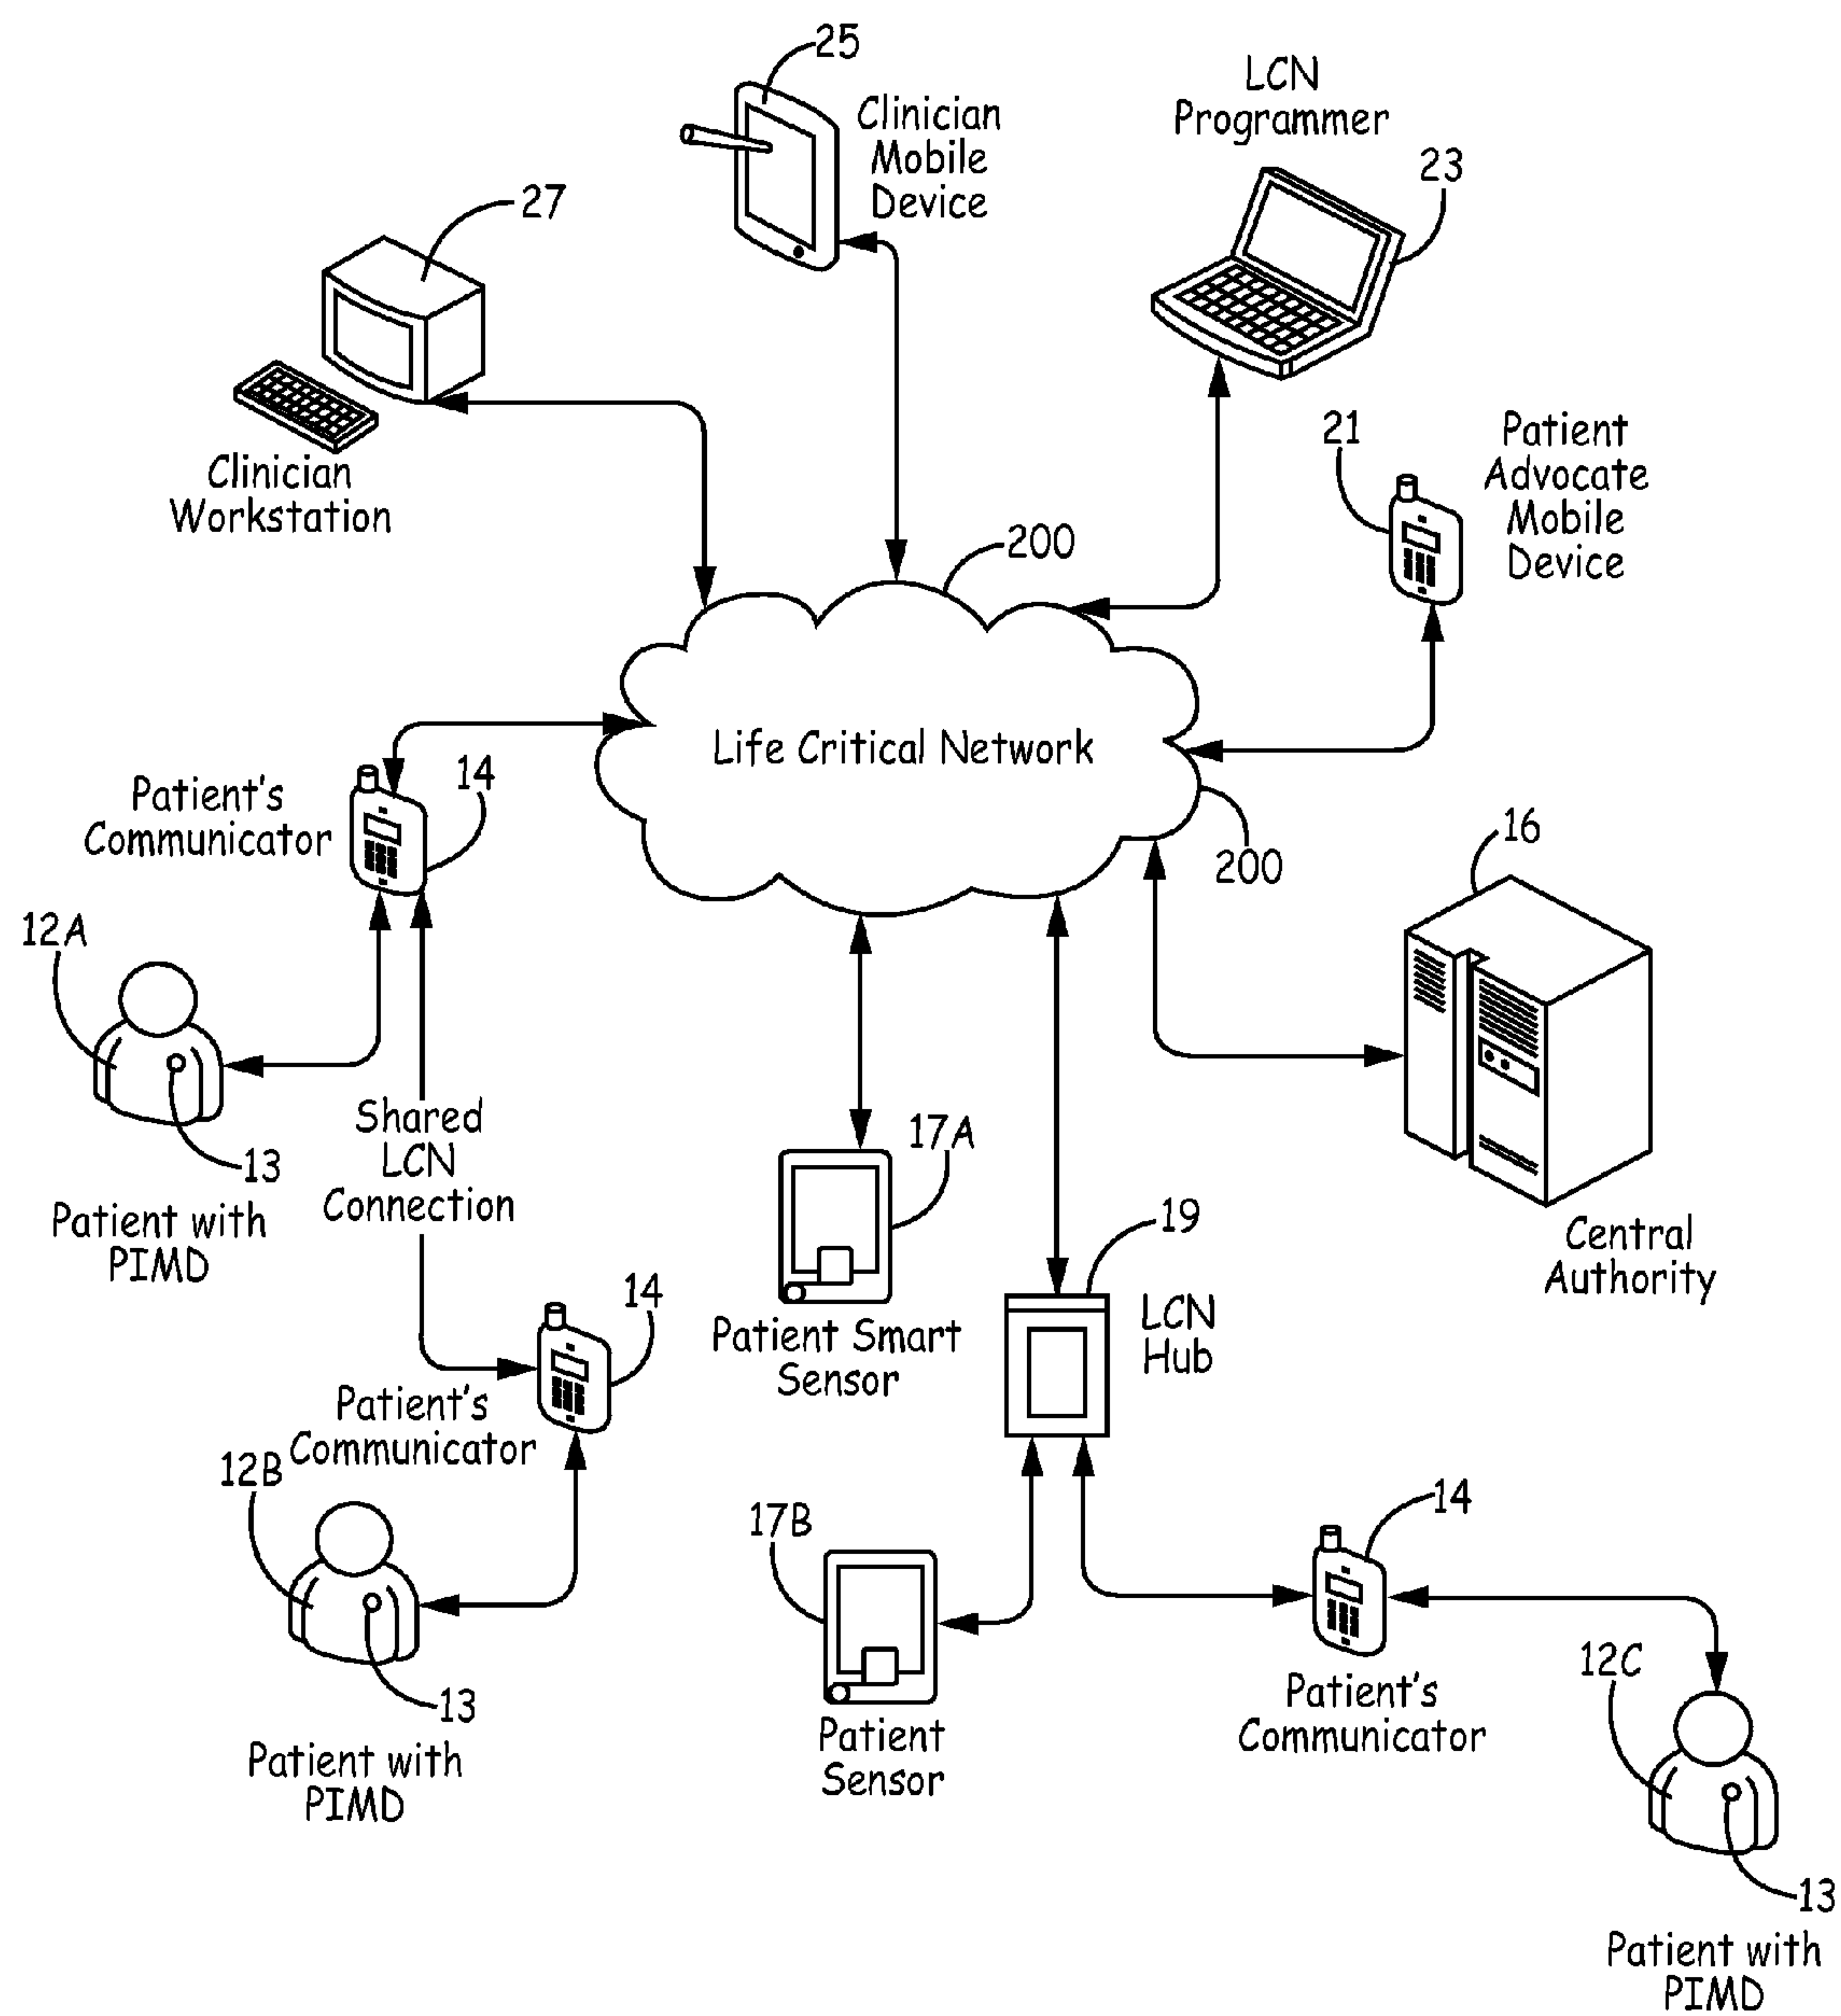 25
Clinician
Mobile
Device
LCN
Programmer
23
27
Clinician
Workstation
21
Patient
Advocate
Mobile
Device
200
Life Critical Network
200
Patient's
Communicator
14
16
Central
Authority
12A
13
Patient with
PIMD
Shared
LCN
Connection
17A
Patient Smart
Sensor
19
LCN
Hub
14
Patient's
Communicator
12B
13
Patient with
PIMD
17B
Patient
Sensor
14
Patient's
Communicator
12C
13
Patient with
PIMD